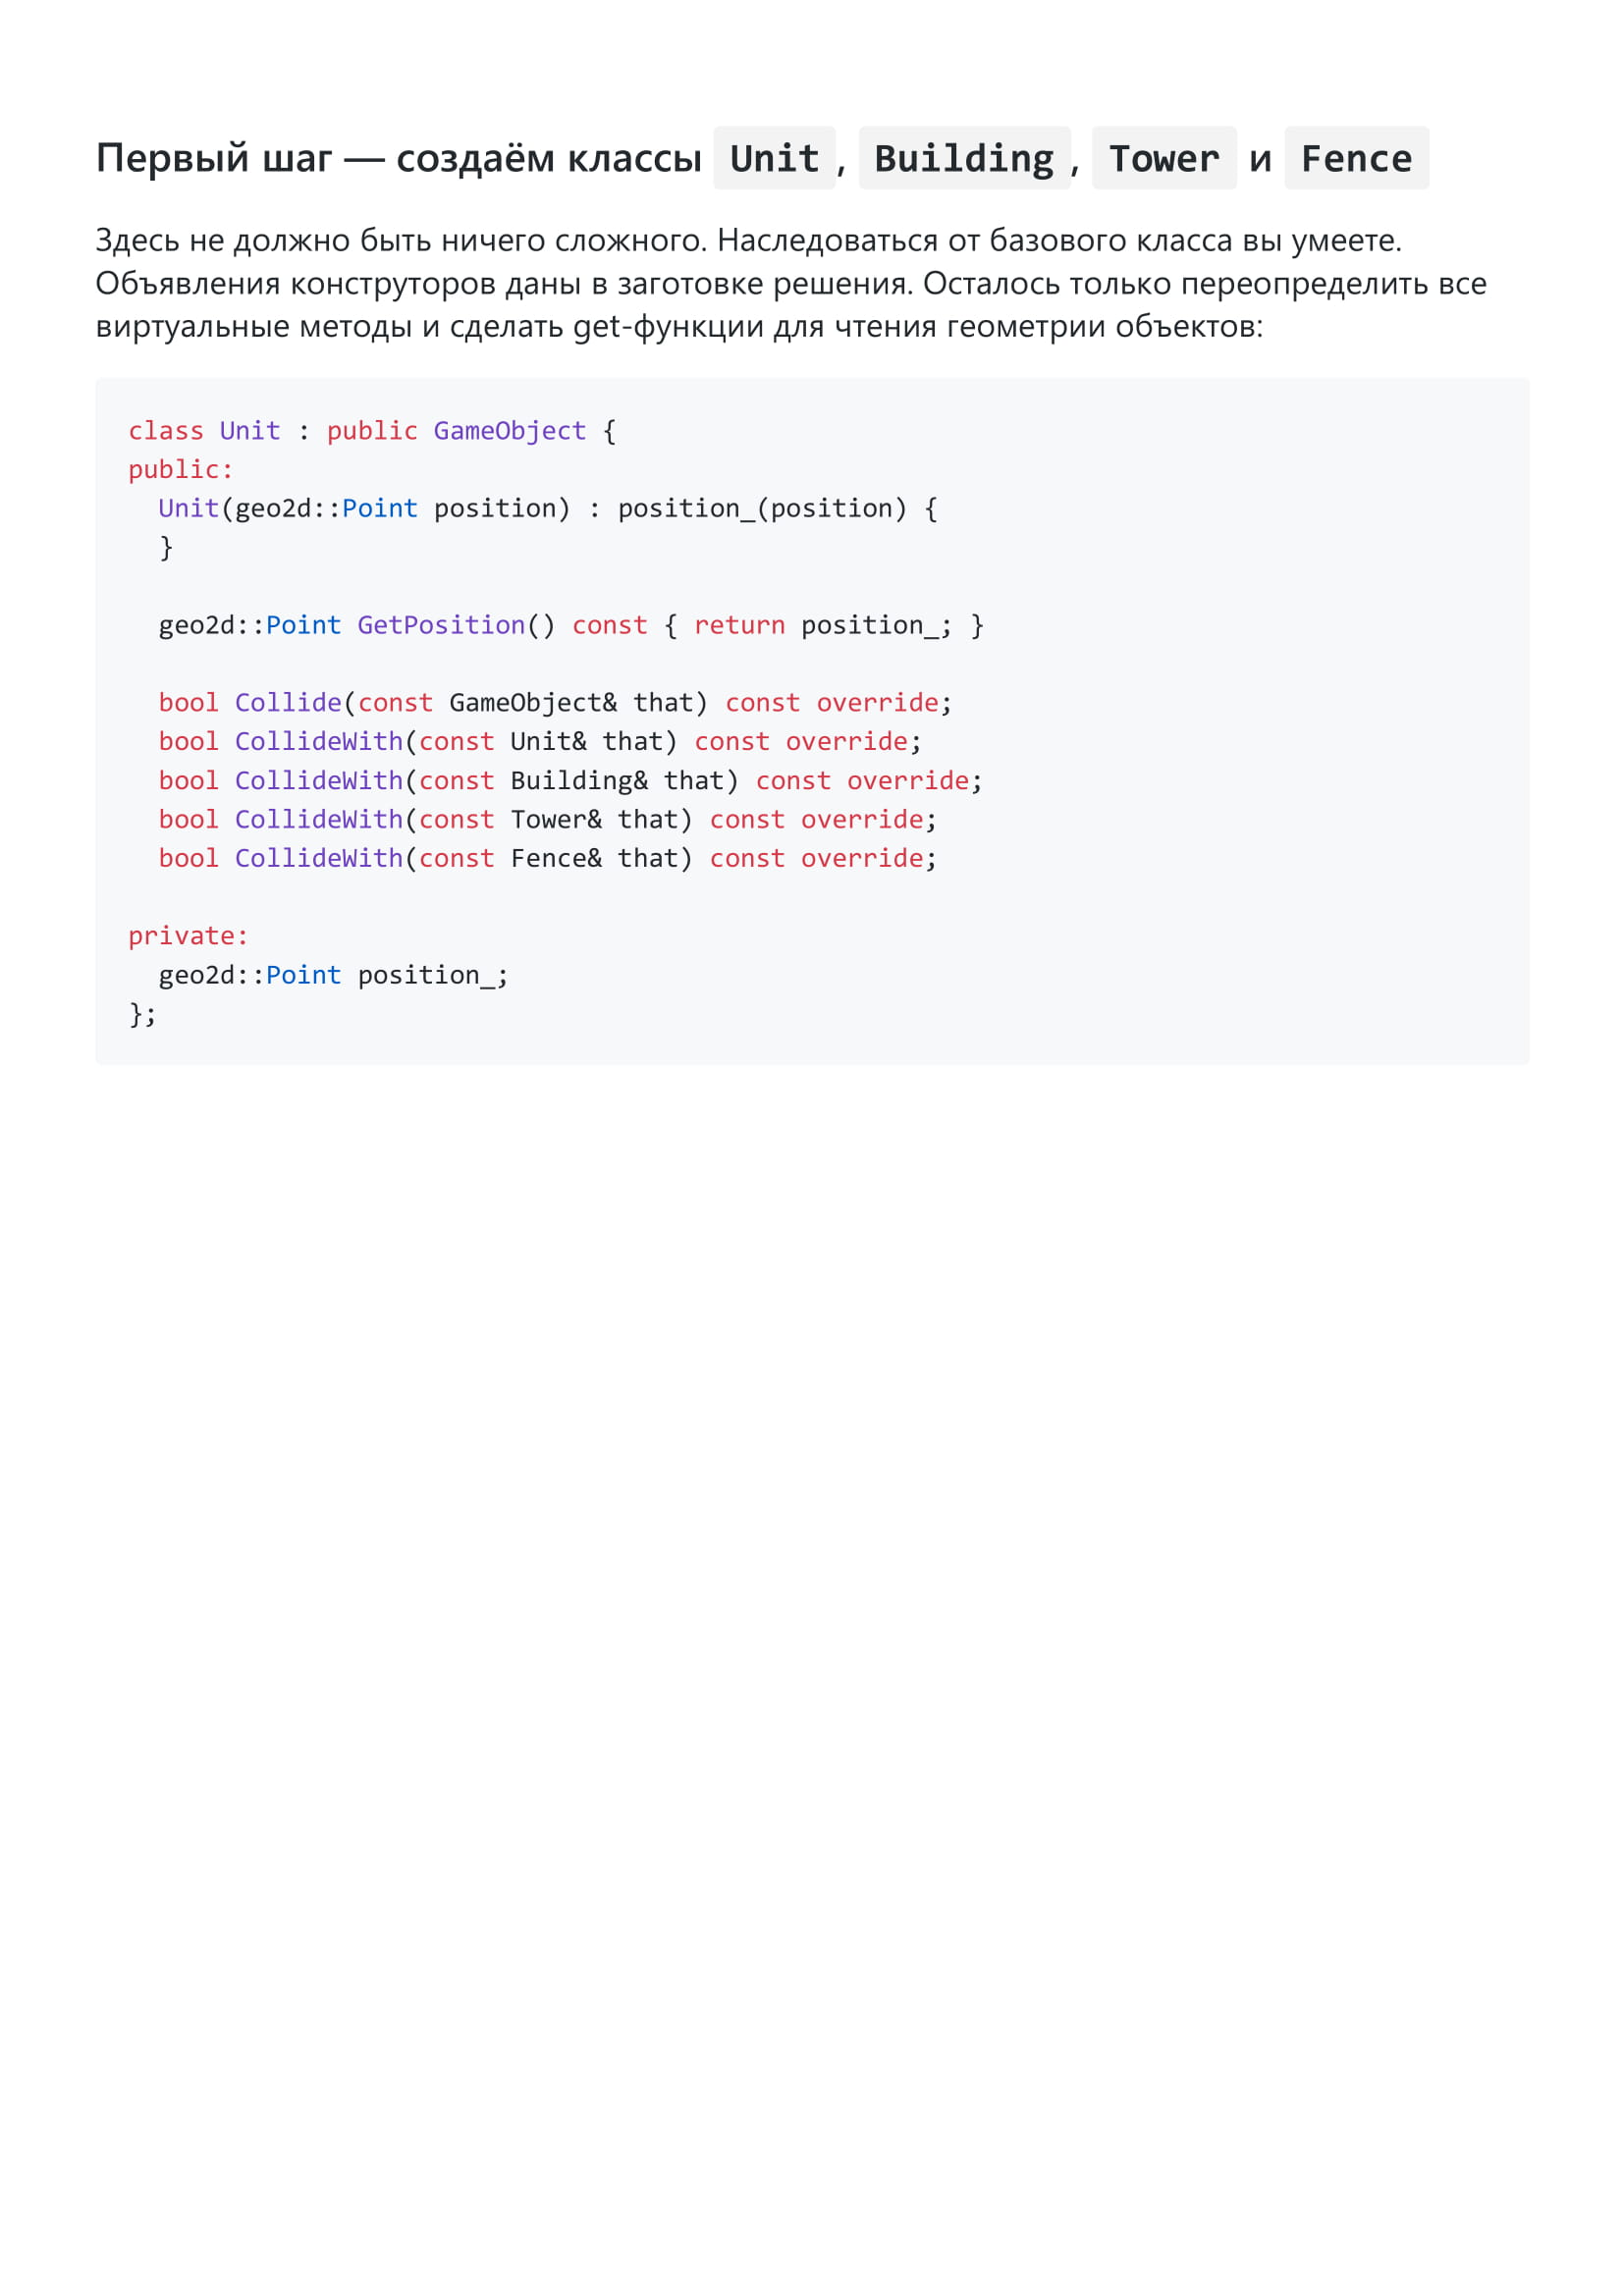 Первый шаг — создаём классы Unit, Building, Tower и Fence
Здесь не должно быть ничего сложного. Наследоваться от базового класса вы умеете.
Объявления конструторов даны в заготовке решения. Осталось только переопределить все
виртуальные методы и сделать get-функции для чтения геометрии объектов:
class Unit : public GameObject {
public:
  Unit(geo2d::Point position) : position_(position) {
  }
  geo2d::Point GetPosition() const { return position_; }
  bool Collide(const GameObject& that) const override;
  bool CollideWith(const Unit& that) const override;
  bool CollideWith(const Building& that) const override;
  bool CollideWith(const Tower& that) const override;
  bool CollideWith(const Fence& that) const override;
private:
  geo2d::Point position_;
};